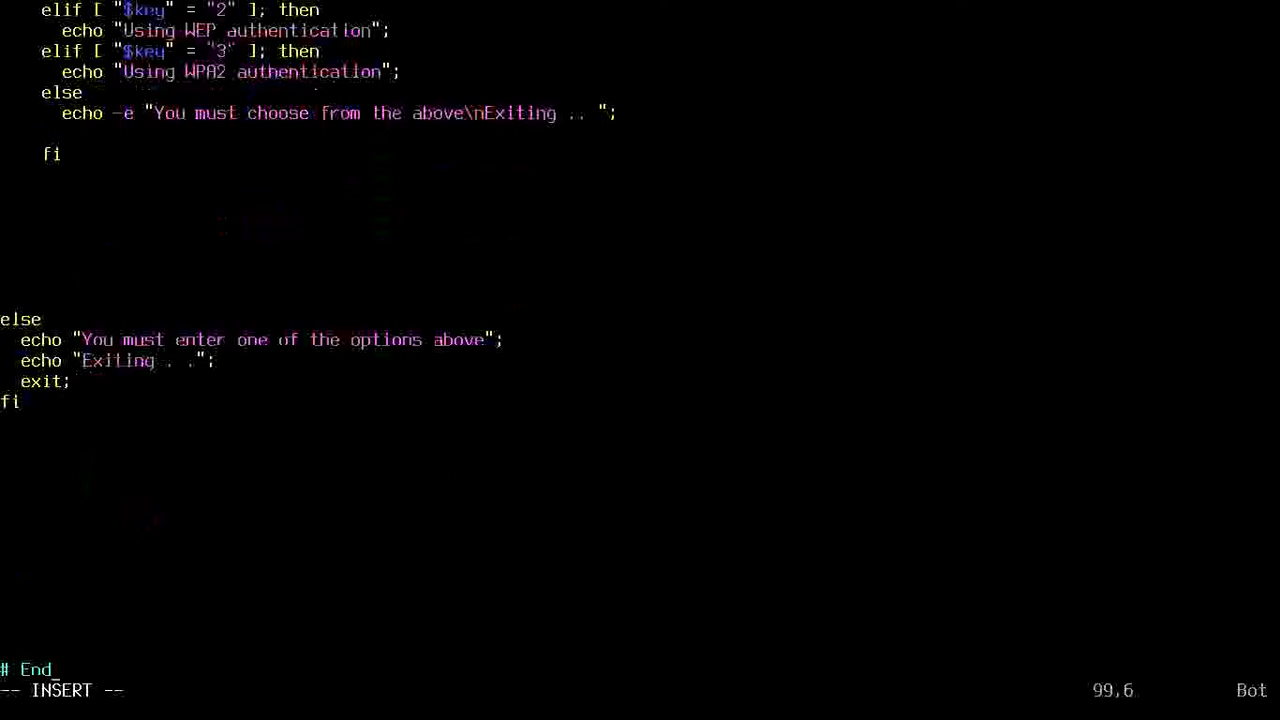 elif [ "$key" = "2" ]; then
echo "Using WEP authentication";
elif [ "$key" = "3" ]; then
echo "Using WPA2 authentication";
else
echo -e "You must choose from the above\nExiting .. ";
fi
else
echo "You must enter one of the options above";
echo "Exiting . .";
exit;
fi
# End_
-- INSERT --
99,6
Bot